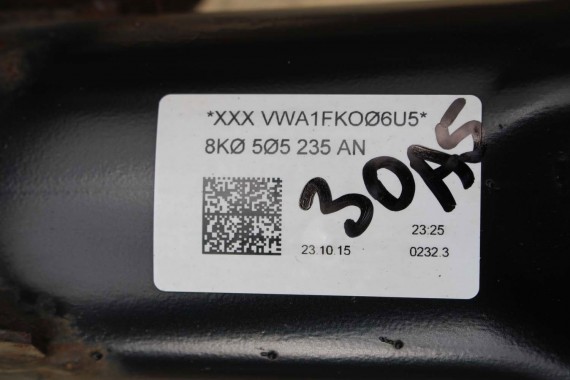 *XXX VWA1FKOØ6U5*
8KØ 5Ø5 235 AN
30AS
23:25
23.10.15
0232.3